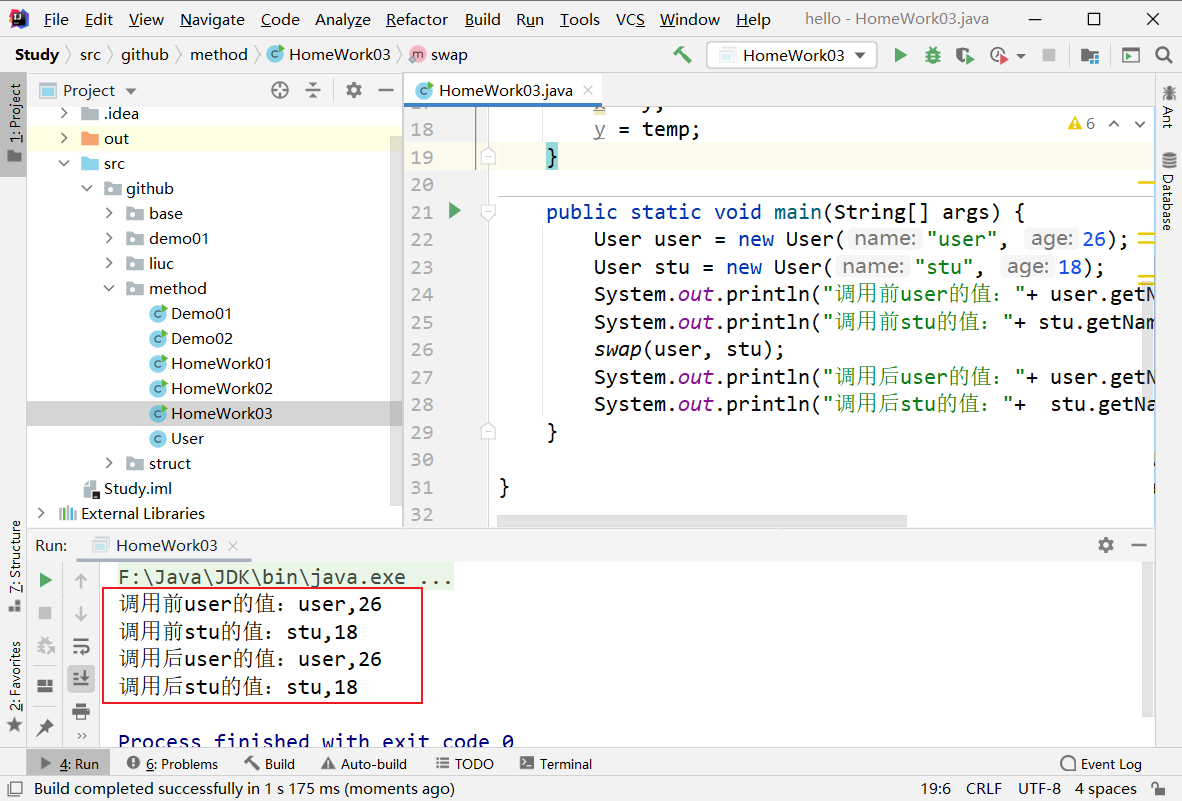 File Edit View Navigate Code Analyze Refactor Build Run Tools VCS Window Help hello - HomeWork03.java
Study src github method HomeWork03 swap HomeWork03
1: Project
Project
.idea
out
src
github
base
demo01
liuc
method
Demo01
Demo02
HomeWork01
HomeWork02
HomeWork03
User
struct
Study.iml
External Libraries
HomeWork03.java
6
18 y = temp;
19 }
20
21 public static void main(String[] args) {
22 User user = new User( name: "user", age: 26);
23 User stu = new User( name: "stu", age: 18);
24 System.out.println("调用前user的值："+ user.getN
25 System.out.println("调用前stu的值："+ stu.getNam
26 swap(user, stu);
27 System.out.println("调用后user的值："+ user.getN
28 System.out.println("调用后stu的值："+  stu.getNa
29 }
30
31 }
32
Ant
Database
7: Structure
2: Favorites
Run: HomeWork03
F:\Java\JDK\bin\java.exe ...
调用前user的值：user,26
调用前stu的值：stu,18
调用后user的值：user,26
调用后stu的值：stu,18
Process finished with exit code 0
4: Run 6: Problems Build Auto-build TODO Terminal Event Log
Build completed successfully in 1 s 175 ms (moments ago) 19:6 CRLF UTF-8 4 spaces